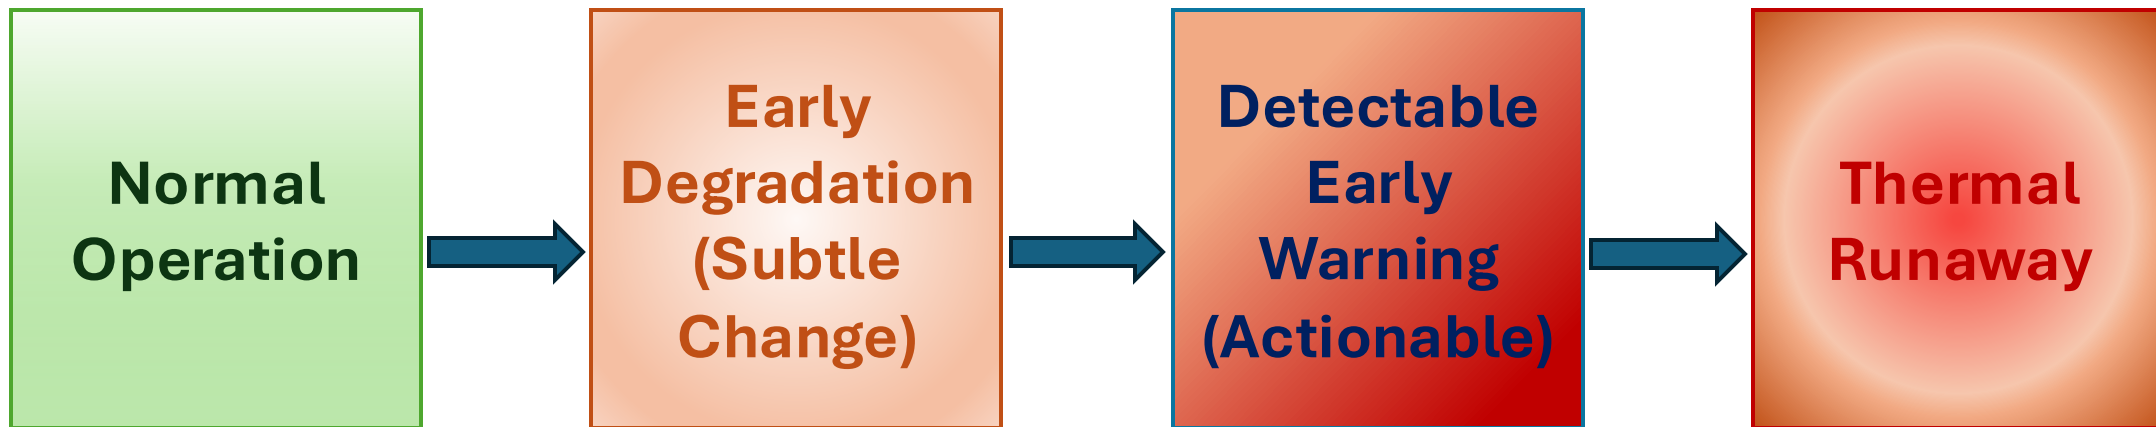 Normal
Operation
Early
Degradation
(Subtle
Change)
Detectable
Early
Warning
(Actionable)
Thermal
Runaway